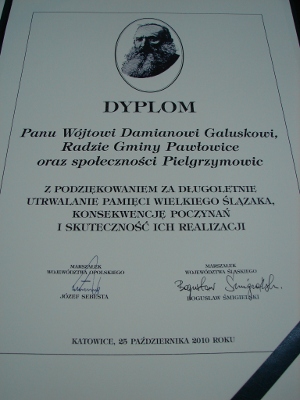 DYPLOM
Panu Wójtowi Damianowi Galuskowi,
Radzie Gminy Pawłowice
oraz społeczności Pielgrzymowic
Z PODZIĘKOWANIEM ZA DŁUGOLETNIE
UTRWALANIE PAMIĘCI WIELKIEGO ŚLĄZAKA,
KONSEKWENCJĘ POCZYNAŃ
I SKUTECZNOŚĆ ICH REALIZACJI
MARSZAŁEK
WOJEWÓDZTWA OPOLSKIEGO
JÓZEF SEBESTA
MARSZAŁEK
WOJEWÓDZTWA ŚLĄSKIEGO
Bogusław Śmigielski
BOGUSŁAW ŚMIGIELSKI
KATOWICE, 25 PAŹDZIERNIKA 2010 ROKU